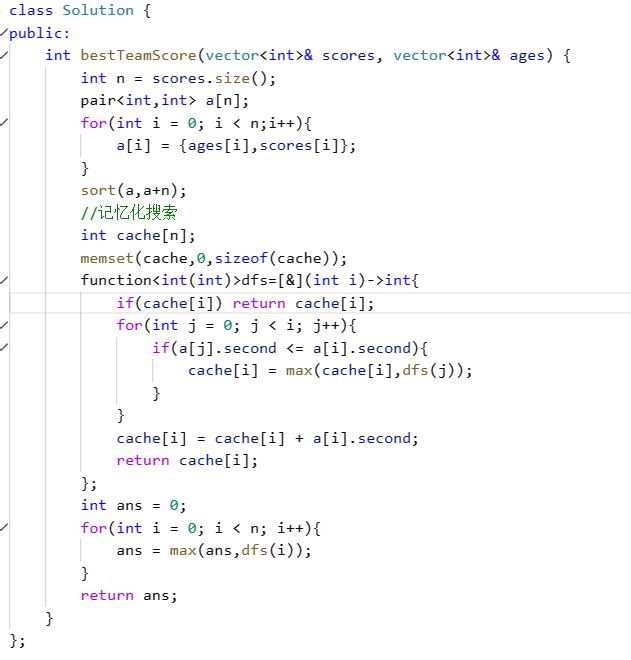 class Solution {
public:
    int bestTeamScore(vector<int>& scores, vector<int>& ages) {
        int n = scores.size();
        pair<int,int> a[n];
        for(int i = 0; i < n;i++){
            a[i] = {ages[i],scores[i]};
        }
        sort(a,a+n);
        //记忆化搜索
        int cache[n];
        memset(cache,0,sizeof(cache));
        function<int(int)>dfs=[&](int i)->int{
            if(cache[i]) return cache[i];
            for(int j = 0; j < i; j++){
                if(a[j].second <= a[i].second){
                    cache[i] = max(cache[i],dfs(j));
                }
            }
            cache[i] = cache[i] + a[i].second;
            return cache[i];
        };
        int ans = 0;
        for(int i = 0; i < n; i++){
            ans = max(ans,dfs(i));
        }
        return ans;
    }
};